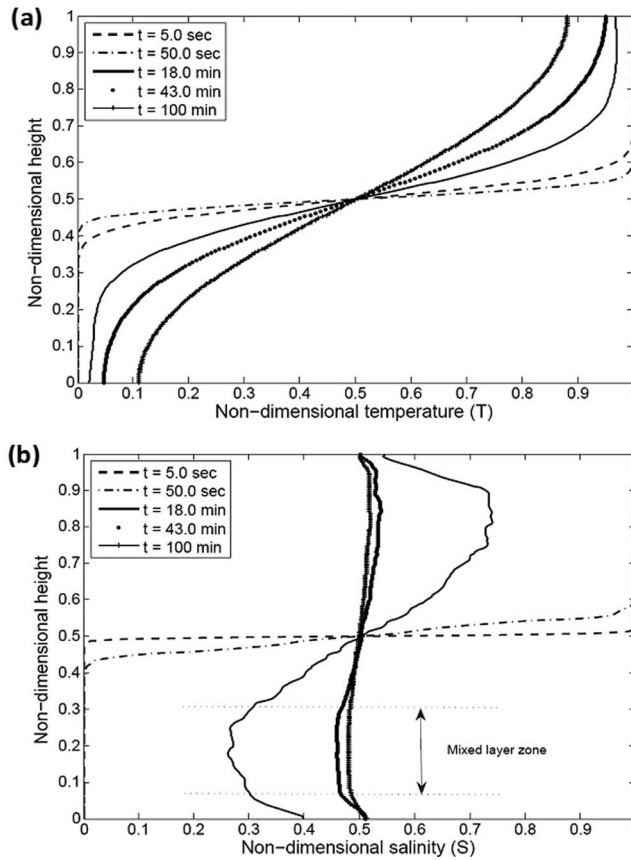 (a)
t = 5.0 sec
t = 50.0 sec
t = 18.0 min
t = 43.0 min
t = 100 min
Non-dimensional height
1
0.9
0.8
0.7
0.6
0.5
0.4
0.3
0.2
0.1
1
0 0.1 0.2 0.3 0.4 0.5 0.6 0.7 0.8 0.9 1
Non-dimensional temperature (T)
(b)
t = 5.0 sec
t = 50.0 sec
t = 18.0 min
t = 43.0 min
t = 100 min
Non-dimensional height
1
0.9
0.8
0.7
0.6
0.5
0.4
0.3
0.2
0.1
0
Mixed layer zone
0 0.1 0.2 0.3 0.4 0.5 0.6 0.7 0.8 0.9 1
Non-dimensional salinity (S)